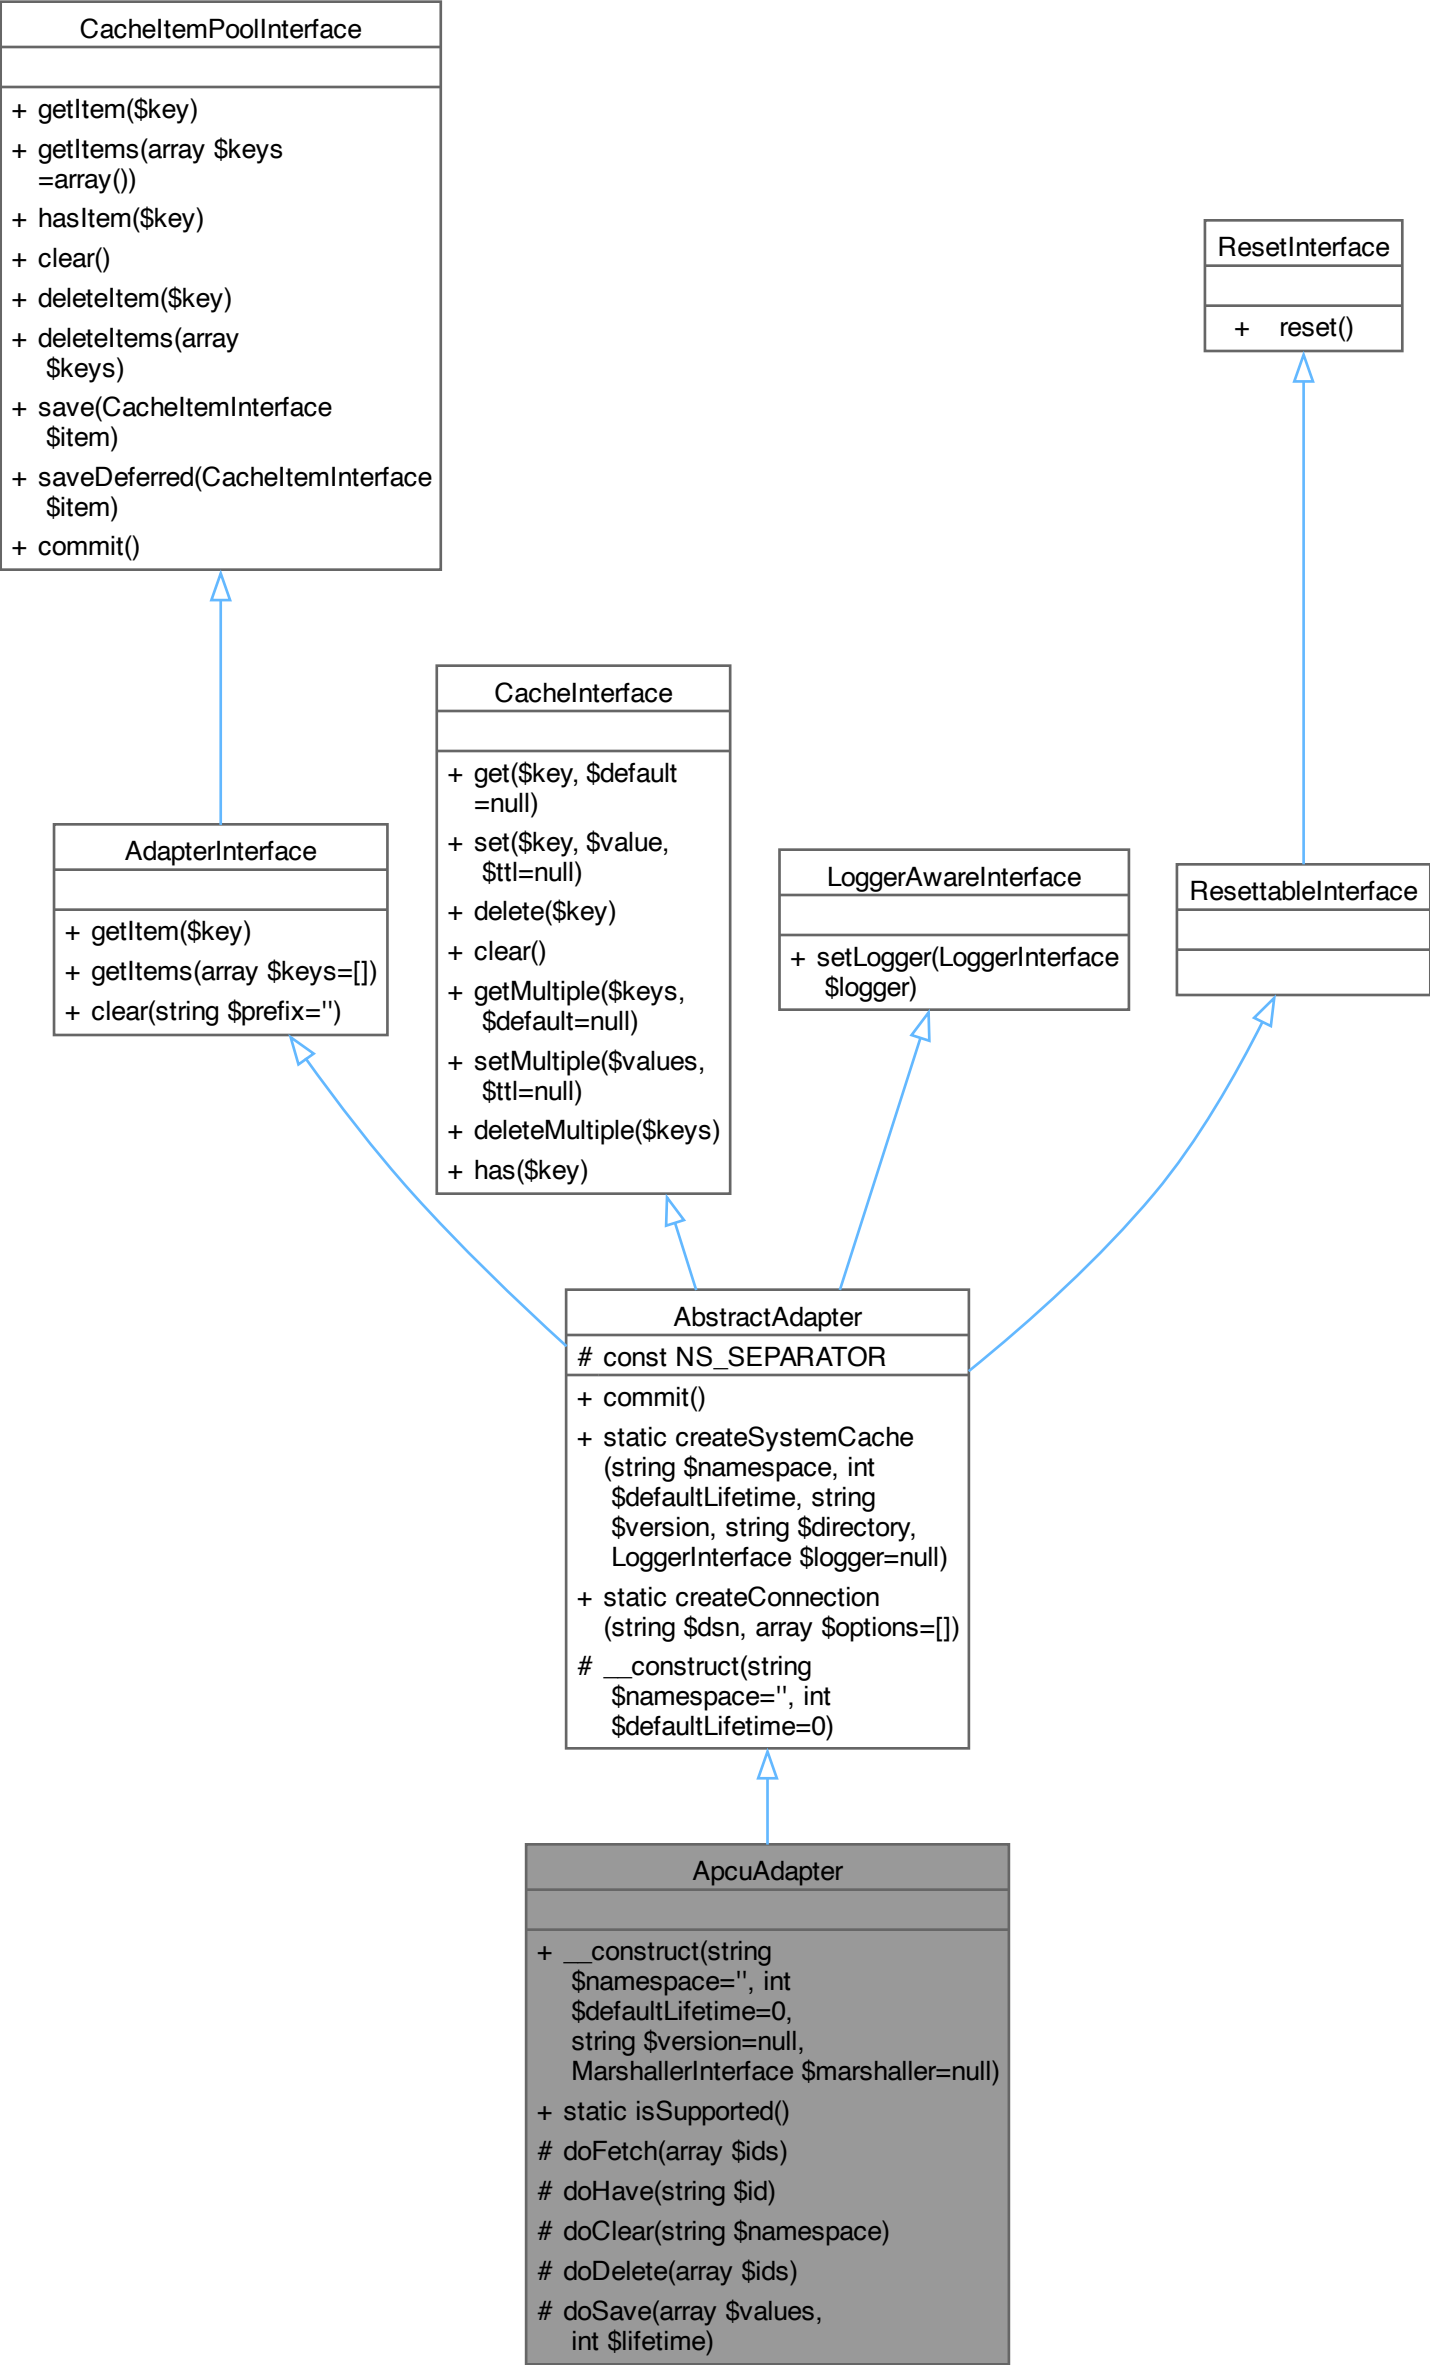 CacheItemPoolInterface
+ getItem($key)
+ getItems(array $keys
=array())
+ hasItem($key)
+ clear()
+ deleteItem($key)
+ deleteItems(array
$keys)
+ save(CacheItemInterface
$item)
+ saveDeferred(CacheItemInterface
$item)
+ commit()
ResetInterface
+ reset()
CacheInterface
+ get($key, $default
=null)
+ set($key, $value,
$ttl=null)
+ delete($key)
+ clear()
+ getMultiple($keys,
$default=null)
+ setMultiple($values,
$ttl=null)
+ deleteMultiple($keys)
+ has($key)
AdapterInterface
+ getItem($key)
+ getItems(array $keys=[])
+ clear(string $prefix='')
LoggerAwareInterface
+ setLogger(LoggerInterface
$logger)
ResettableInterface
AbstractAdapter
# const NS_SEPARATOR
+ commit()
+ static createSystemCache
(string $namespace, int
$defaultLifetime, string
$version, string $directory,
LoggerInterface $logger=null)
+ static createConnection
(string $dsn, array $options=[])
# __construct(string
$namespace='', int
$defaultLifetime=0)
ApcuAdapter
+ __construct(string
$namespace='', int
$defaultLifetime=0,
string $version=null,
MarshallerInterface $marshaller=null)
+ static isSupported()
# doFetch(array $ids)
# doHave(string $id)
# doClear(string $namespace)
# doDelete(array $ids)
# doSave(array $values,
int $lifetime)